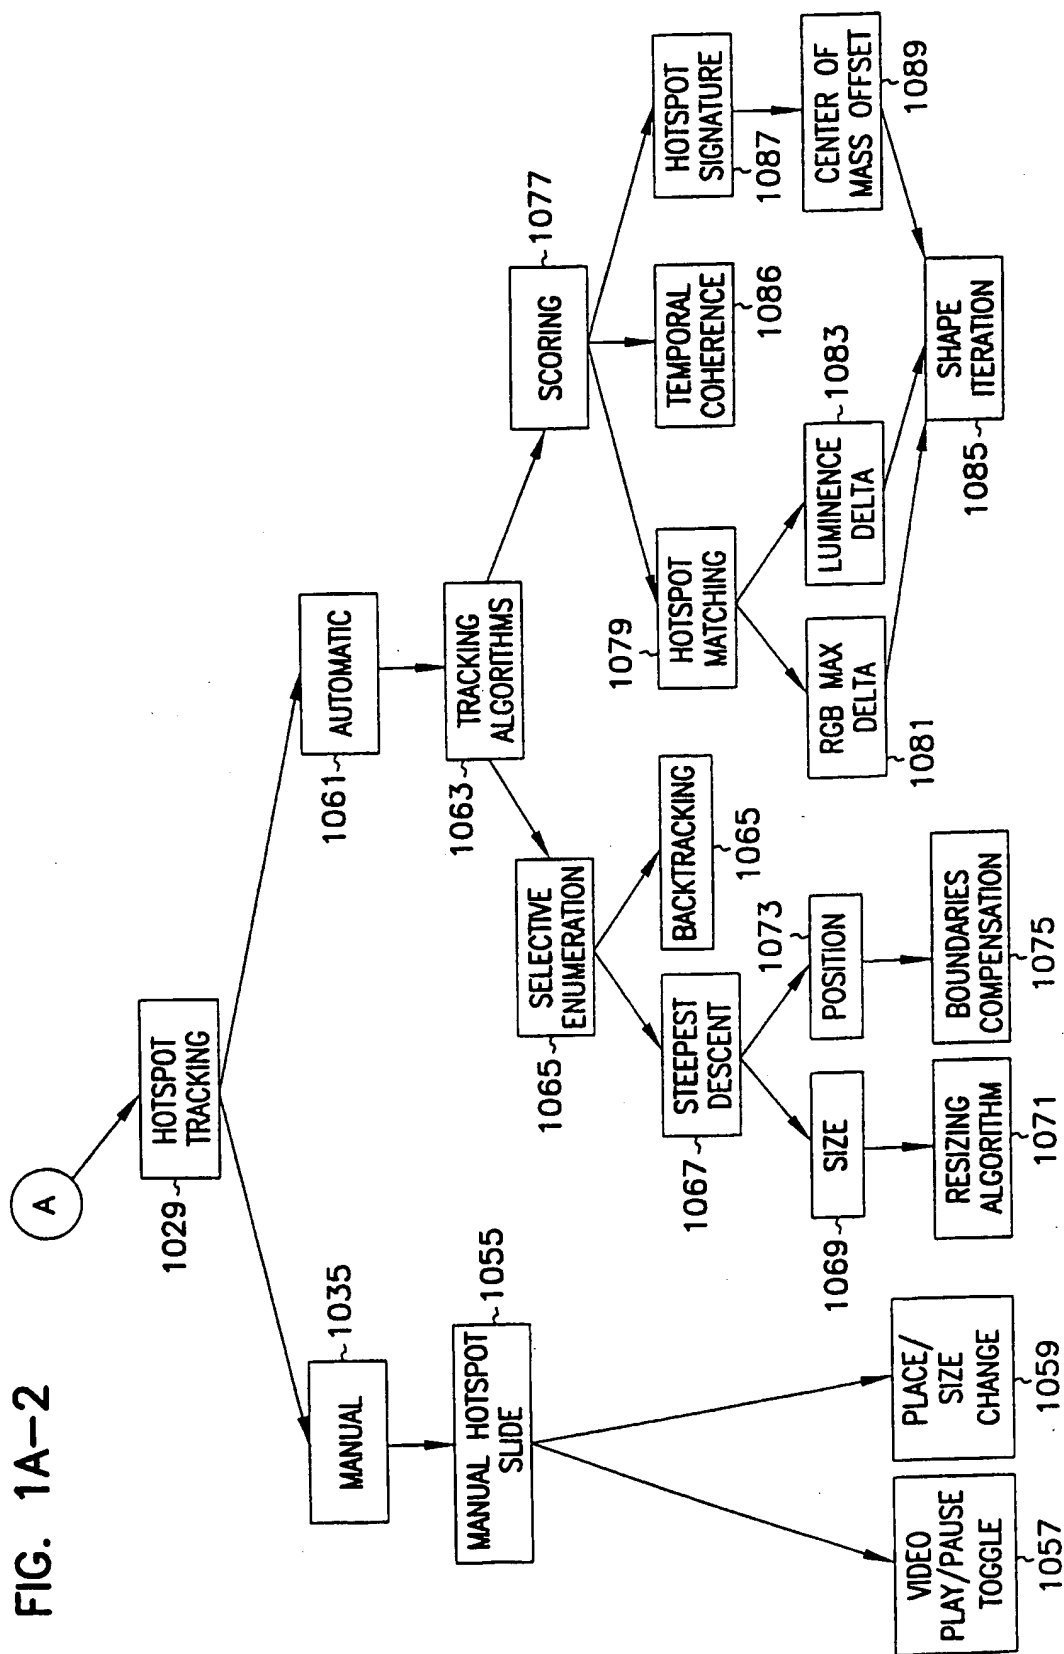 FIG. 1A-2
A
HOTSPOT
TRACKING
1029
MANUAL
1035
AUTOMATIC
1061
MANUAL HOTSPOT
SLIDE
1055
TRACKING
ALGORITHMS
1063
VIDEO
PLAY/PAUSE
TOGGLE
1057
PLACE/
SIZE
CHANGE
1059
SELECTIVE
ENUMERATION
1065
SCORING
1077
STEEPEST
DESCENT
1067
BACKTRACKING
1065
HOTSPOT
MATCHING
1079
TEMPORAL
COHERENCE
1086
HOTSPOT
SIGNATURE
1087
SIZE
1069
POSITION
1073
RGB MAX
DELTA
1081
LUMINENCE
DELTA
1083
CENTER OF
MASS OFFSET
1089
RESIZING
ALGORITHM
1071
BOUNDARIES
COMPENSATION
1075
SHAPE
ITERATION
1085